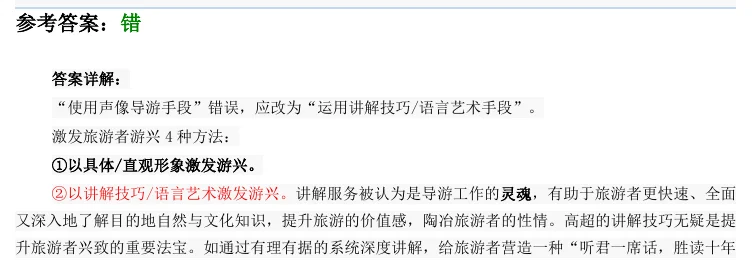 参考答案：错
答案详解：
“使用声像导游手段”错误，应改为“运用讲解技巧/语言艺术手段”。
激发旅游者游兴 4 种方法：
①以具体/直观形象激发游兴。
②以讲解技巧/语言艺术激发游兴。讲解服务被认为是导游工作的灵魂，有助于旅游者更快速、全面
又深入地了解目的地自然与文化知识，提升旅游的价值感，陶冶旅游者的性情。高超的讲解技巧无疑是提
升旅游者兴致的重要法宝。如通过有理有据的系统深度讲解，给旅游者营造一种“听君一席话，胜读十年